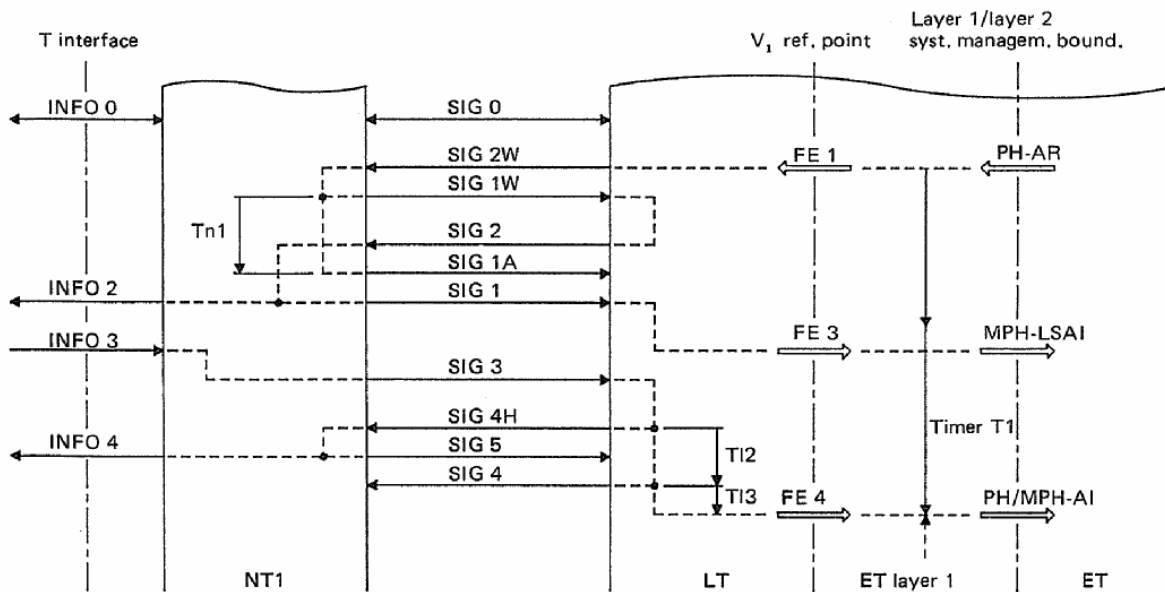 T interface
V₁ ref. point
Layer 1/layer 2
syst. managem. bound.
INFO 0
SIG 0
SIG 2W
FE 1
PH-AR
SIG 1W
Tn1
SIG 2
SIG 1A
INFO 2
SIG 1
INFO 3
FE 3
MPH-LSAI
SIG 3
SIG 4H
Timer T1
INFO 4
SIG 5
Tl2
SIG 4
Tl3
FE 4
PH/MPH-AI
NT1
LT
ET layer 1
ET